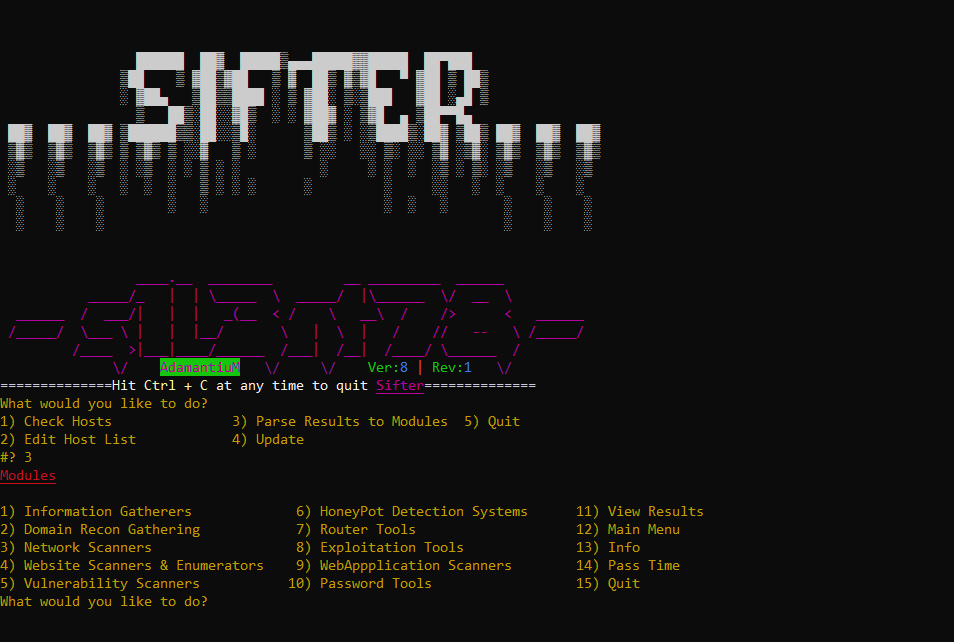 SIFTER
s1l3nt78
AdamantiuM Ver:8 | Rev:1
==============Hit Ctrl + C at any time to quit Sifter==============
What would you like to do?
1) Check Hosts 3) Parse Results to Modules 5) Quit
2) Edit Host List 4) Update
#? 3
Modules
1) Information Gatherers 6) HoneyPot Detection Systems 11) View Results
2) Domain Recon Gathering 7) Router Tools 12) Main Menu
3) Network Scanners 8) Exploitation Tools 13) Info
4) Website Scanners & Enumerators 9) WebAppplication Scanners 14) Pass Time
5) Vulnerability Scanners 10) Password Tools 15) Quit
What would you like to do?